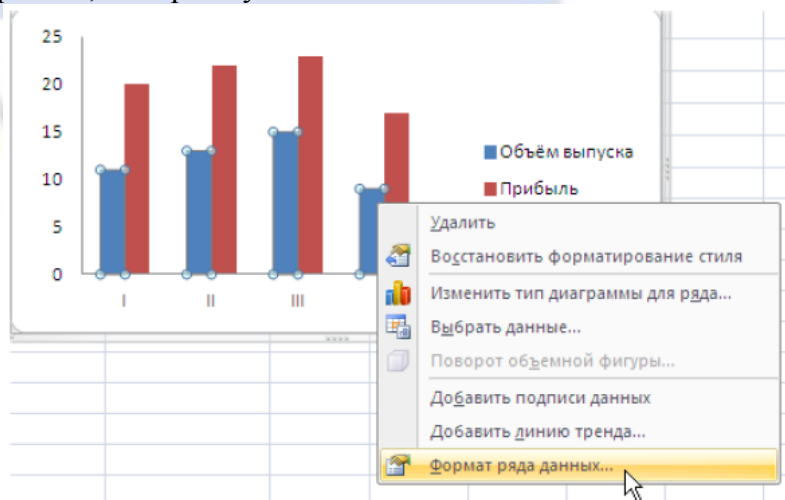 25
20
15
10
5
0
I
II
III
Объём выпуска
Прибыль
Удалить
Восстановить форматирование стиля
Изменить тип диаграммы для ряда...
Выбрать данные...
Поворот объемной фигуры...
Добавить подписи данных
Добавить линию тренда...
Формат ряда данных...